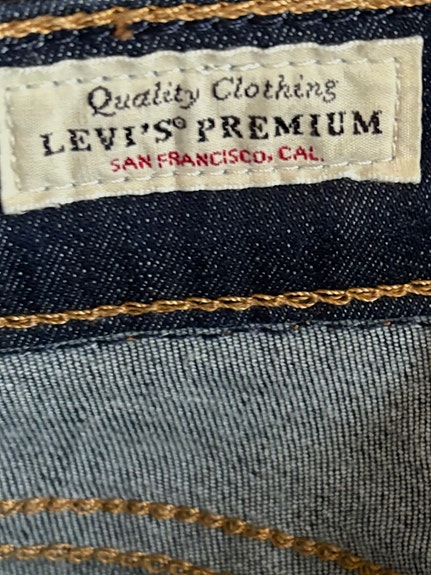 Quality Clothing
LEVI'S® PREMIUM
SAN FRANCISCO, CAL.